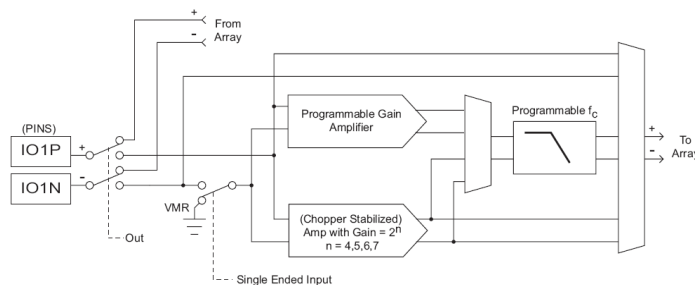 +
From
-
Array
(PINS)
IO1P
+
IO1N
-
VMR
Out
Single Ended Input
Programmable Gain
Amplifier
(Chopper Stabilized)
Amp with Gain = 2ⁿ
n = 4,5,6,7
Programmable fC
+
To
-
Array